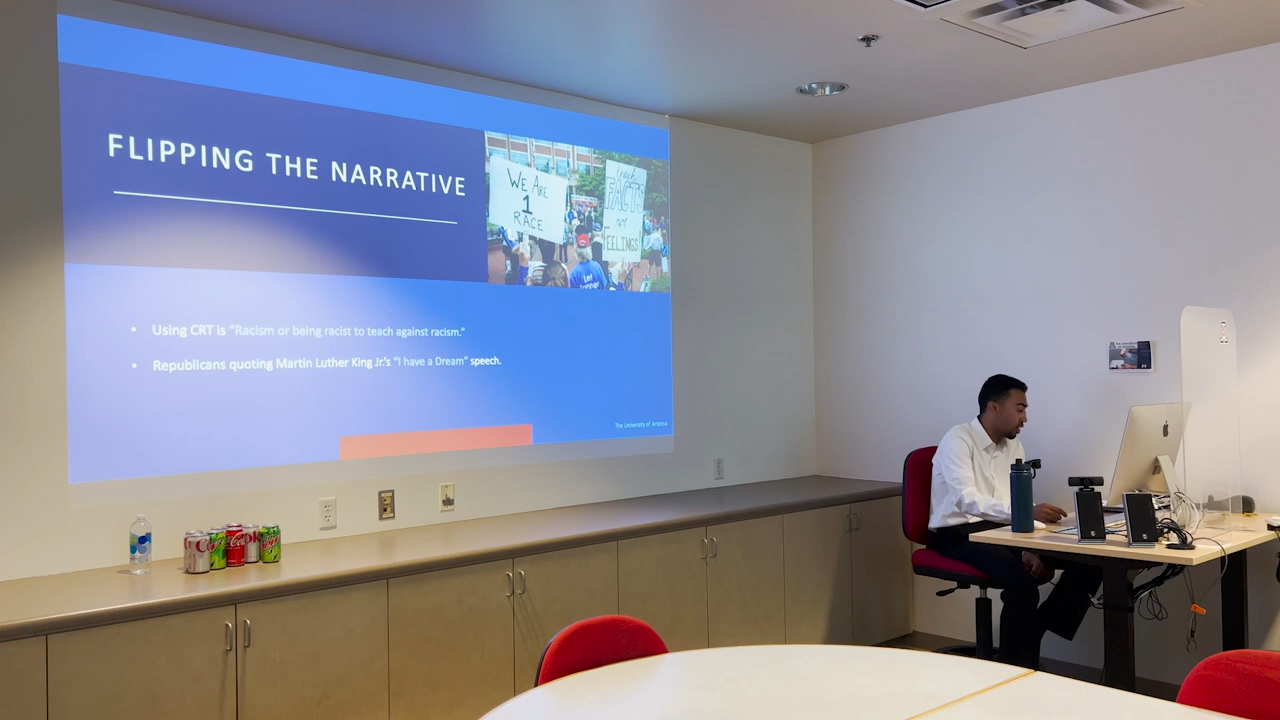 FLIPPING THE NARRATIVE
WE ARE
1
RACE
teach
FACTS
not
FEELINGS
• Using CRT is “Racism or being racist to teach against racism.”
• Republicans quoting Martin Luther King Jr.'s “I have a Dream” speech.
The University of Arizona